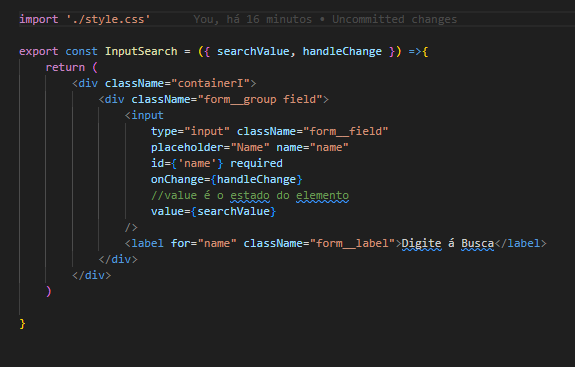 import './style.css'      You, há 16 minutos • Uncommitted changes
export const InputSearch = ({ searchValue, handleChange }) =>{
    return (
        <div className="containerI">
            <div className="form__group field">
                <input
                    type="input" className="form__field"
                    placeholder="Name" name="name"
                    id={'name'} required
                    onChange={handleChange}
                    //value é o estado do elemento
                    value={searchValue}
                />
                <label for="name" className="form__label">Digite á Busca</label>
            </div>
        </div>
    )
}